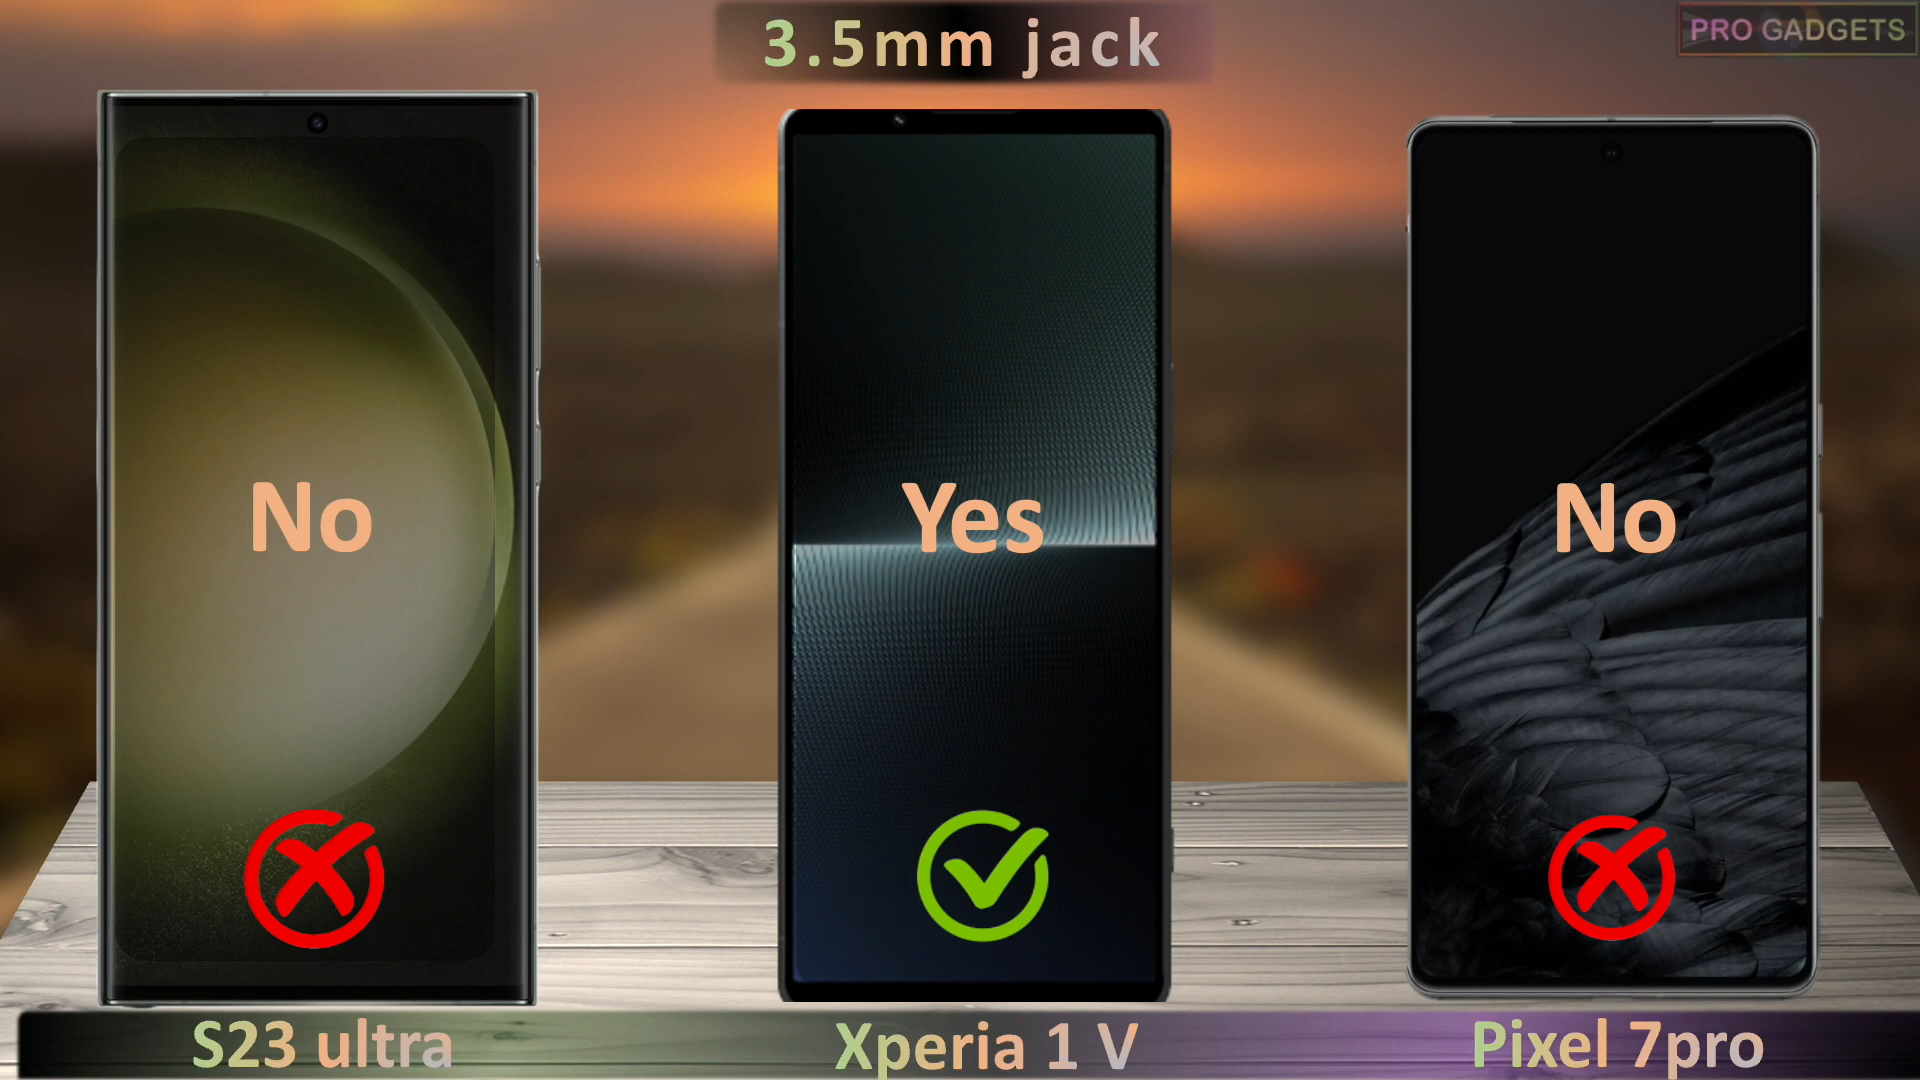 3.5mm jack
PRO GADGETS
No
Yes
No
S23 ultra
Xperia 1 V
Pixel 7pro